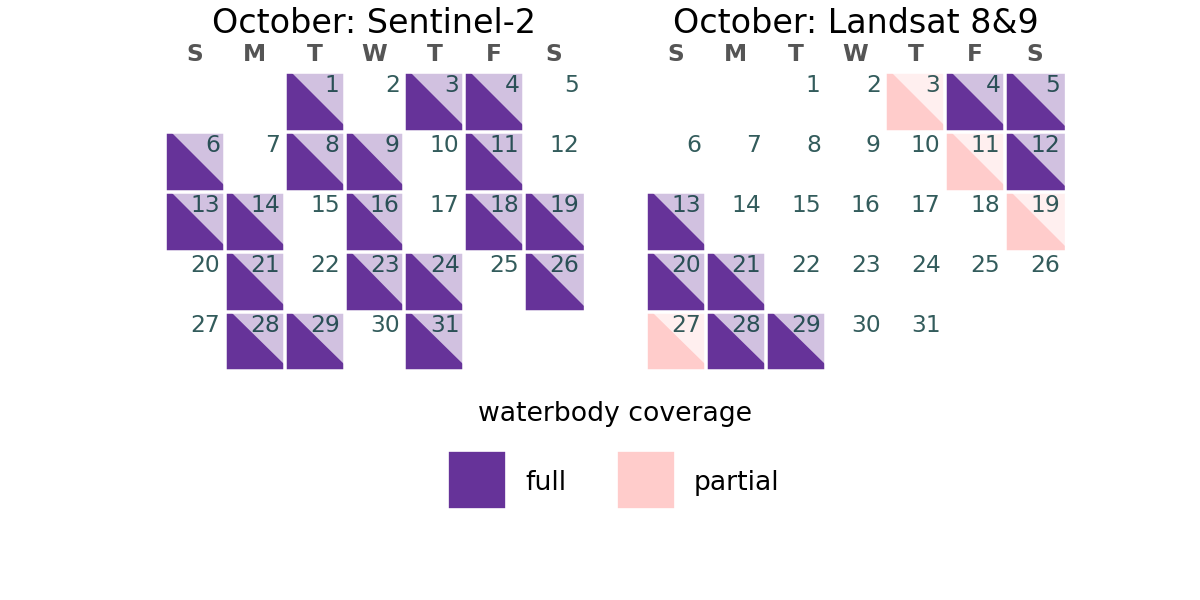 October: Sentinel-2
S M T W T F S
1 2 3 4 5
6 7 8 9 10 11 12
13 14 15 16 17 18 19
20 21 22 23 24 25 26
27 28 29 30 31
October: Landsat 8&9
S M T W T F S
1 2 3 4 5
6 7 8 9 10 11 12
13 14 15 16 17 18 19
20 21 22 23 24 25 26
27 28 29 30 31
waterbody coverage
full
partial